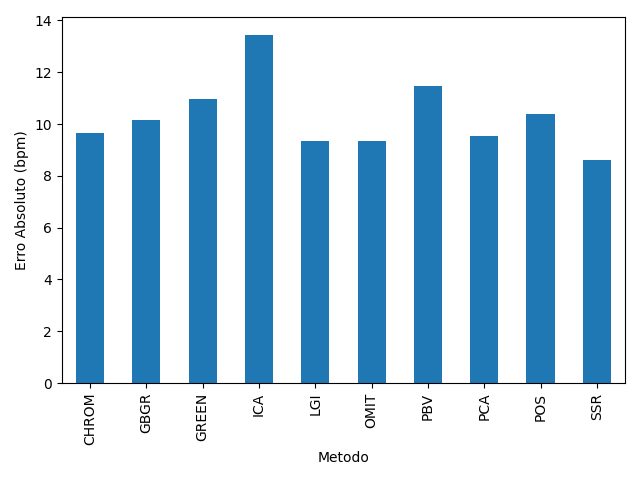 14
12
10
8
6
4
2
0
Erro Absoluto (bpm)
CHROM
GBGR
GREEN
ICA
LGI
OMIT
PBV
PCA
POS
SSR
Metodo